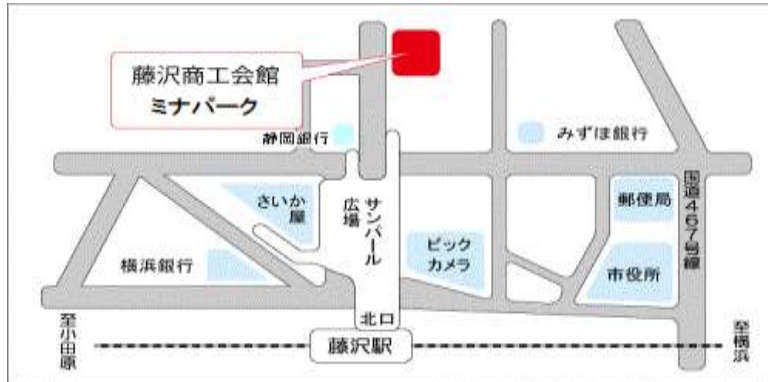 藤沢商工会館
ミナパーク
静岡銀行
みずほ銀行
さいか
屋
サンパール
広場
ビック
カメラ
郵便局
市役所
国道467号線
横浜銀行
北口
藤沢駅
至小田原
至横浜